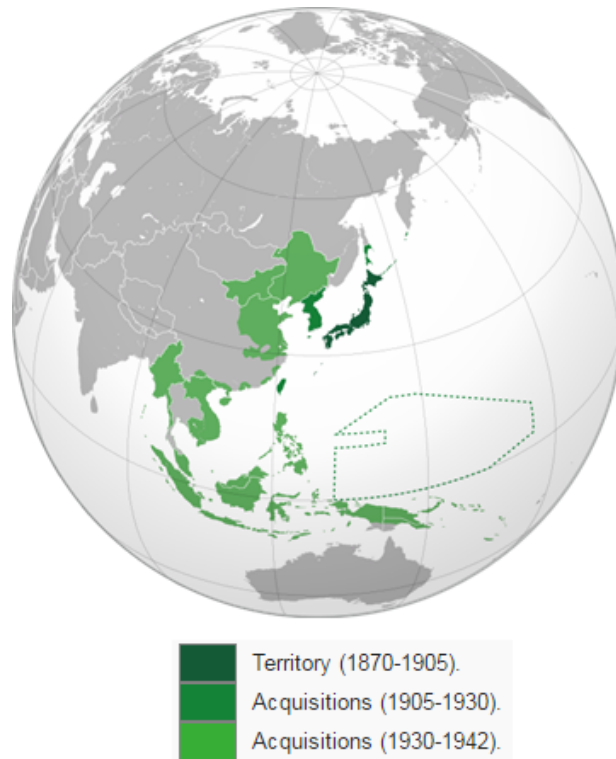 Territory (1870-1905).
Acquisitions (1905-1930).
Acquisitions (1930-1942).